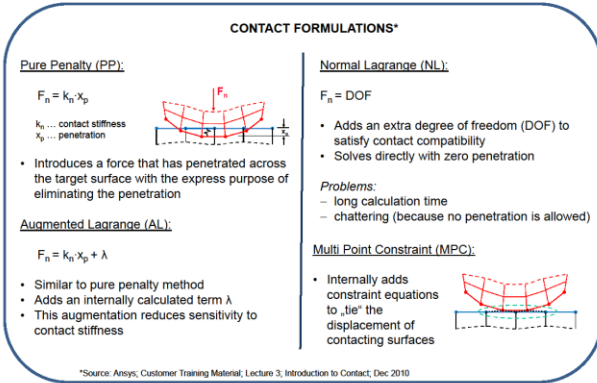 CONTACT FORMULATIONS*
Pure Penalty (PP):
Fn = kn·xp
kn ... contact stiffness
xp ... penetration
Fn
xp
• Introduces a force that has penetrated across
the target surface with the express purpose of
eliminating the penetration
Augmented Lagrange (AL):
Fn = kn·xp + λ
• Similar to pure penalty method
• Adds an internally calculated term λ
• This augmentation reduces sensitivity to
contact stiffness
Normal Lagrange (NL):
Fn = DOF
• Adds an extra degree of freedom (DOF) to
satisfy contact compatibility
• Solves directly with zero penetration
Problems:
– long calculation time
– chattering (because no penetration is allowed)
Multi Point Constraint (MPC):
• Internally adds
constraint equations
to „tie“ the
displacement of
contacting surfaces
*Source: Ansys; Customer Training Material; Lecture 3; Introduction to Contact; Dec 2010